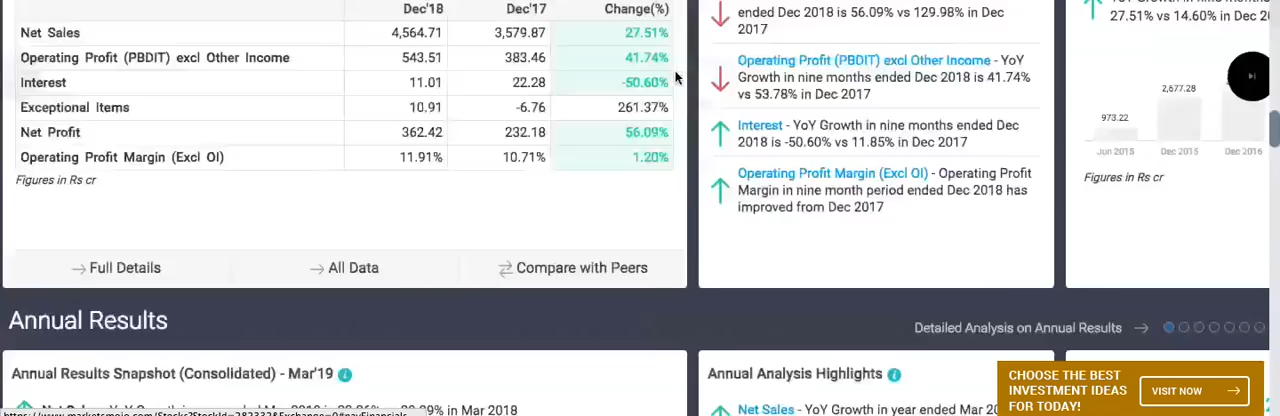 Dec'18 Dec'17 Change(%)
Net Sales 4,564.71 3,579.87 27.51%
Operating Profit (PBDIT) excl Other Income 543.51 383.46 41.74%
Interest 11.01 22.28 -50.60%
Exceptional Items 10.91 -6.76 261.37%
Net Profit 362.42 232.18 56.09%
Operating Profit Margin (Excl OI) 11.91% 10.71% 1.20%
Figures in Rs cr
Full Details All Data Compare with Peers
ended Dec 2018 is 56.09% vs 129.98% in Dec
2017
Operating Profit (PBDIT) excl Other Income - YoY
Growth in nine months ended Dec 2018 is 41.74%
vs 53.78% in Dec 2017
Interest - YoY Growth in nine months ended Dec
2018 is -50.60% vs 11.85% in Dec 2017
Operating Profit Margin (Excl OI) - Operating Profit
Margin in nine month period ended Dec 2018 has
improved from Dec 2017
27.51% vs 14.60% in Dec
2,677.28
973.22
Jun 2015 Dec 2015 Dec 2016
Figures in Rs cr
Annual Results
Detailed Analysis on Annual Results
Annual Results Snapshot (Consolidated) - Mar'19
in Mar 2018
Annual Analysis Highlights
Net Sales - YoY Growth in year ended Mar
CHOOSE THE BEST
INVESTMENT IDEAS
FOR TODAY!
VISIT NOW